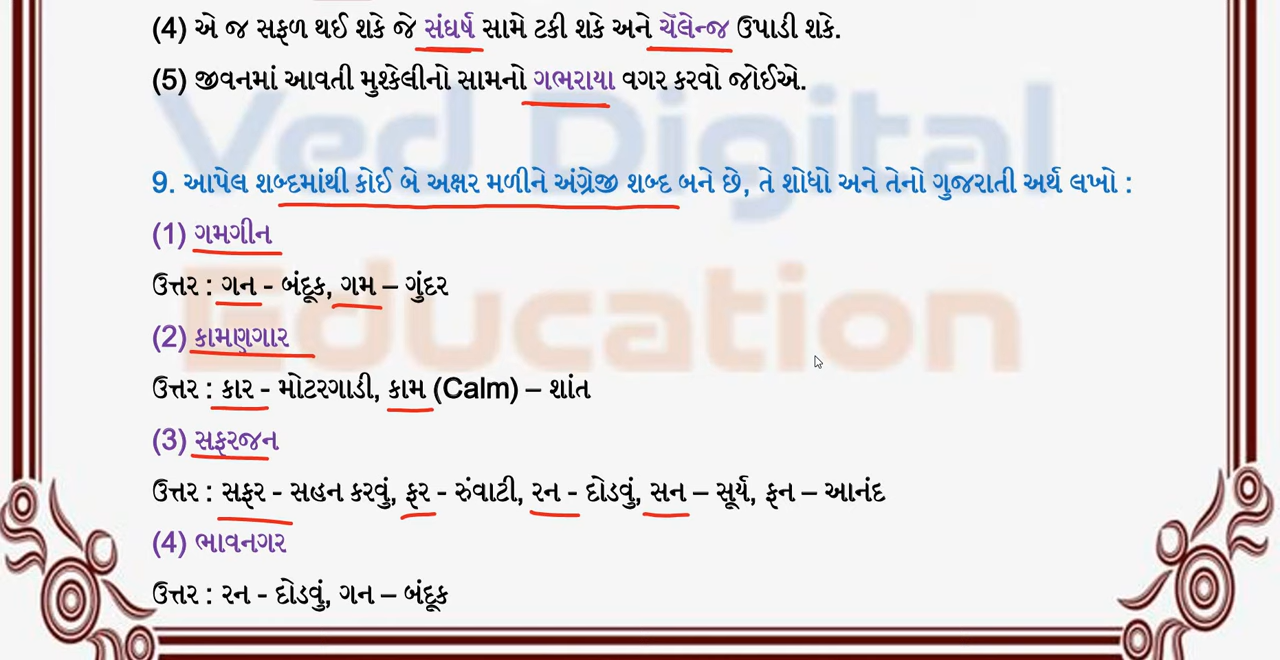 (4) એ જ સફળ થઈ શકે જે સંઘર્ષ સામે ટકી શકે અને ચૅલેન્જ ઉપાડી શકે.
(5) જીવનમાં આવતી મુશ્કેલીનો સામનો ગભરાયા વગર કરવો જોઈએ.
Ved Digital
Education
9. આપેલ શબ્દમાંથી કોઈ બે અક્ષર મળીને અંગ્રેજી શબ્દ બને છે, તે શોધો અને તેનો ગુજરાતી અર્થ લખો :
(1) ગમગીન
ઉત્તર : ગન - બંદૂક, ગમ – ગુંદર
(2) કામણગાર
ઉત્તર : કાર - મોટરગાડી, કામ (Calm) – શાંત
(3) સફરજન
ઉત્તર : સફર - સહન કરવું, ફર - રુંવાટી, રન - દોડવું, સન – સૂર્ય, ફન – આનંદ
(4) ભાવનગર
ઉત્તર : રન - દોડવું, ગન – બંદૂક